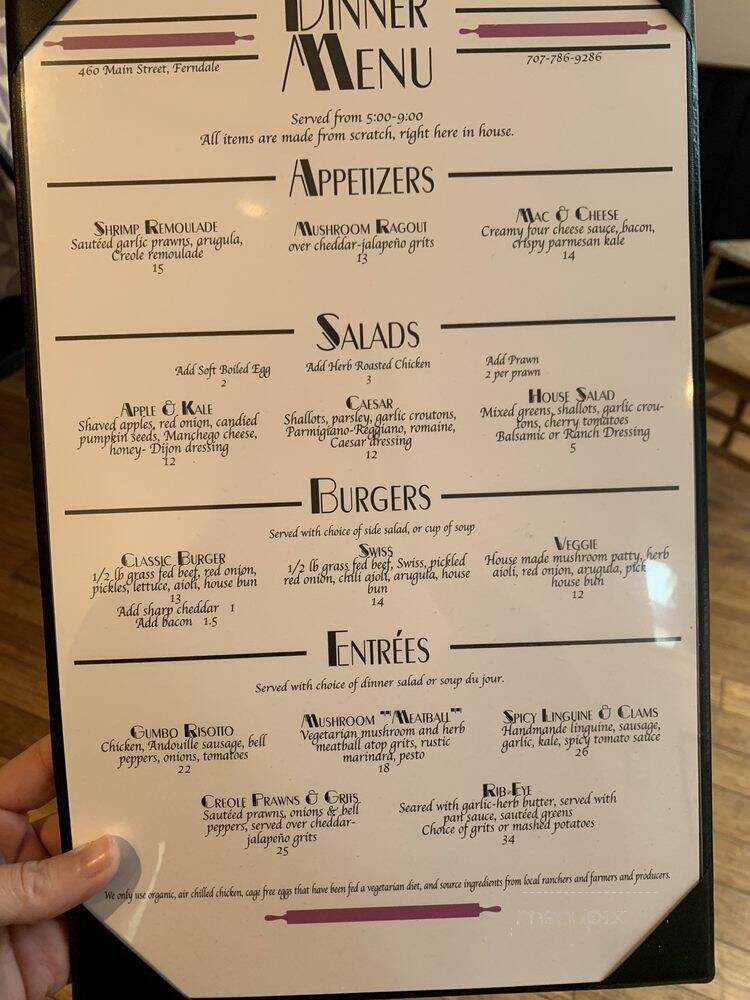 DINNER
MENU
460 Main Street, Ferndale
707-786-9286
Served from 5:00-9:00
All items are made from scratch, right here in house.
APPETIZERS
SHRIMP REMOULADE
Sautéed garlic prawns, arugula,
Creole remoulade
15
MUSHROOM RAGOUT
over cheddar-jalapeño grits
13
MAC & CHEESE
Creamy four cheese sauce, bacon,
crispy parmesan kale
14
SALADS
Add Soft Boiled Egg
2
Add Herb Roasted Chicken
3
Add Prawn
2 per prawn
APPLE & KALE
Shaved apples, red onion, candied
pumpkin seeds, Manchego cheese,
honey- Dijon dressing
12
CAESAR
Shallots, parsley, garlic croutons,
Parmigiano-Reggiano, romaine,
Caesar dressing
12
HOUSE SALAD
Mixed greens, shallots, garlic crou-
tons, cherry tomatoes
Balsamic or Ranch Dressing
5
BURGERS
Served with choice of side salad, or cup of soup
CLASSIC BURGER
1/2 lb grass fed beef, red onion,
pickles, lettuce, aioli, house bun
13
Add sharp cheddar 1
Add bacon 1.5
SWISS
1/2 lb grass fed beef, Swiss, pickled
red onion, chili aioli, arugula, house
bun
14
VEGGIE
House made mushroom patty, herb
aioli, red onion, arugula, pick
house bun
12
ENTRÉES
Served with choice of dinner salad or soup du jour.
GUMBO RISOTTO
Chicken, Andouille sausage, bell
peppers, onions, tomatoes
22
MUSHROOM "MEATBALL"
Vegetarian mushroom and herb
meatball atop grits, rustic
marinara, pesto
18
SPICY LINGUINE & CLAMS
Handmande linguine, sausage,
garlic, kale, spicy tomato sauce
26
CREOLE PRAWNS & GRITS
Sautéed prawns, onions & bell
peppers, served over cheddar-
jalapeño grits
25
RIB-EYE
Seared with garlic-herb butter, served with
pan sauce, sautéed greens
Choice of grits or mashed potatoes
34
We only use organic, air chilled chicken, cage free eggs that have been fed a vegetarian diet, and source ingredients from local ranchers and farmers and producers.
menupix